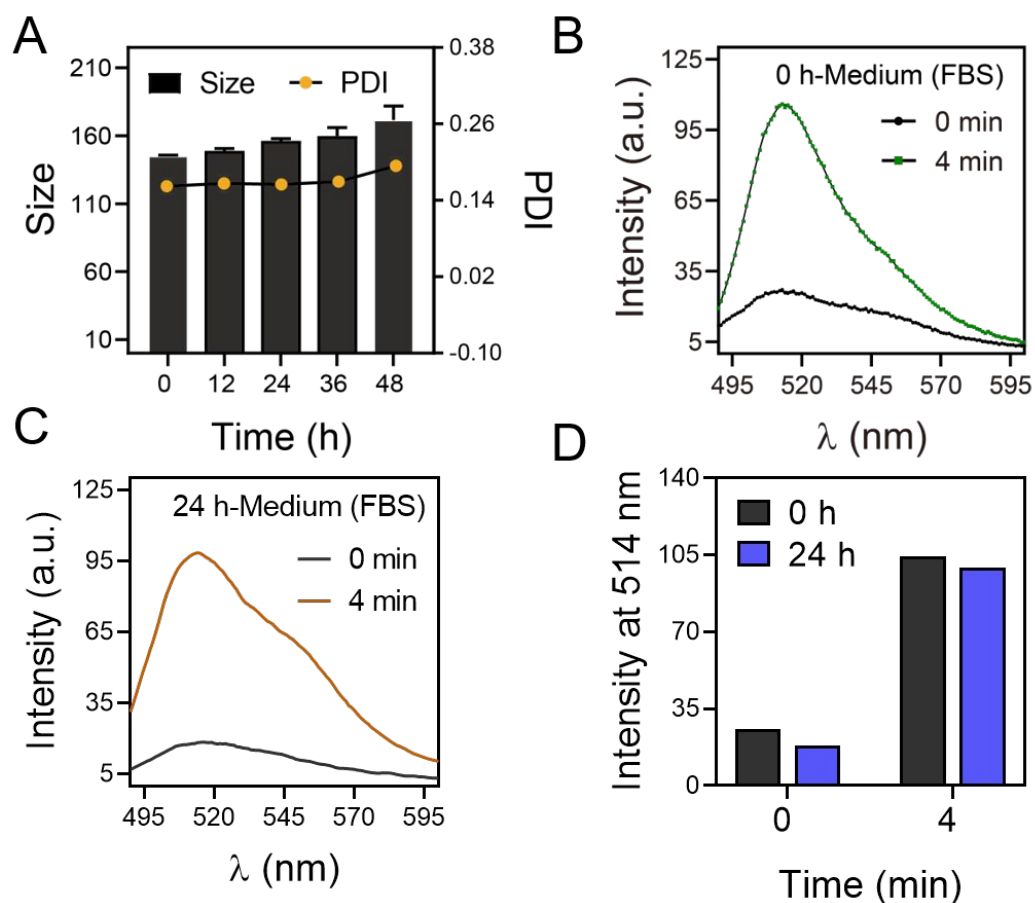 A
Size
PDI
210
160
110
60
10
0.38
0.26
0.14
0.02
-0.10
Size
PDI
0 12 24 36 48
Time (h)
B
0 h-Medium (FBS)
0 min
4 min
125
95
65
35
5
Intensity (a.u.)
495 520 545 570 595
λ (nm)
C
24 h-Medium (FBS)
0 min
4 min
125
95
65
35
5
Intensity (a.u.)
495 520 545 570 595
λ (nm)
D
0 h
24 h
140
105
70
35
0
Intensity at 514 nm
0 4
Time (min)